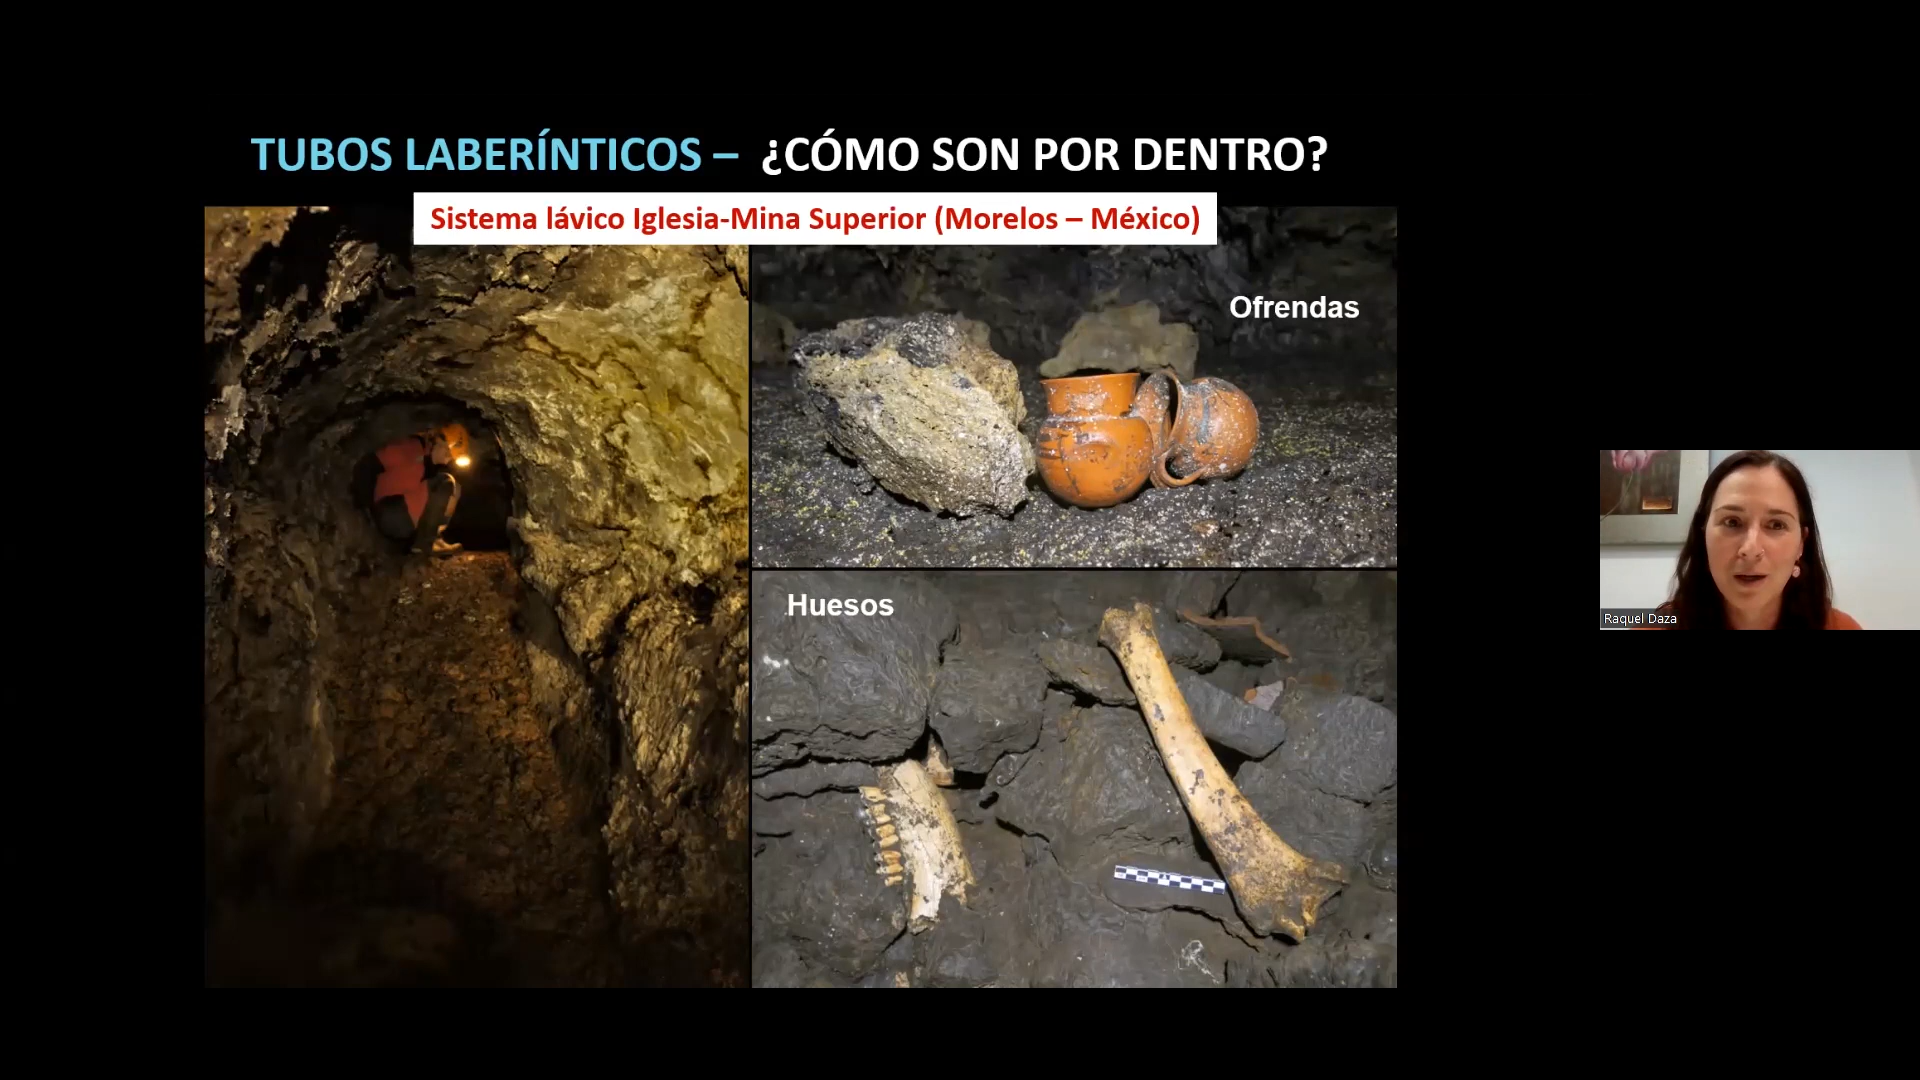 TUBOS LABERÍNTICOS – ¿CÓMO SON POR DENTRO?
Sistema lávico Iglesia-Mina Superior (Morelos – México)
Ofrendas
Huesos
Raquel Daza